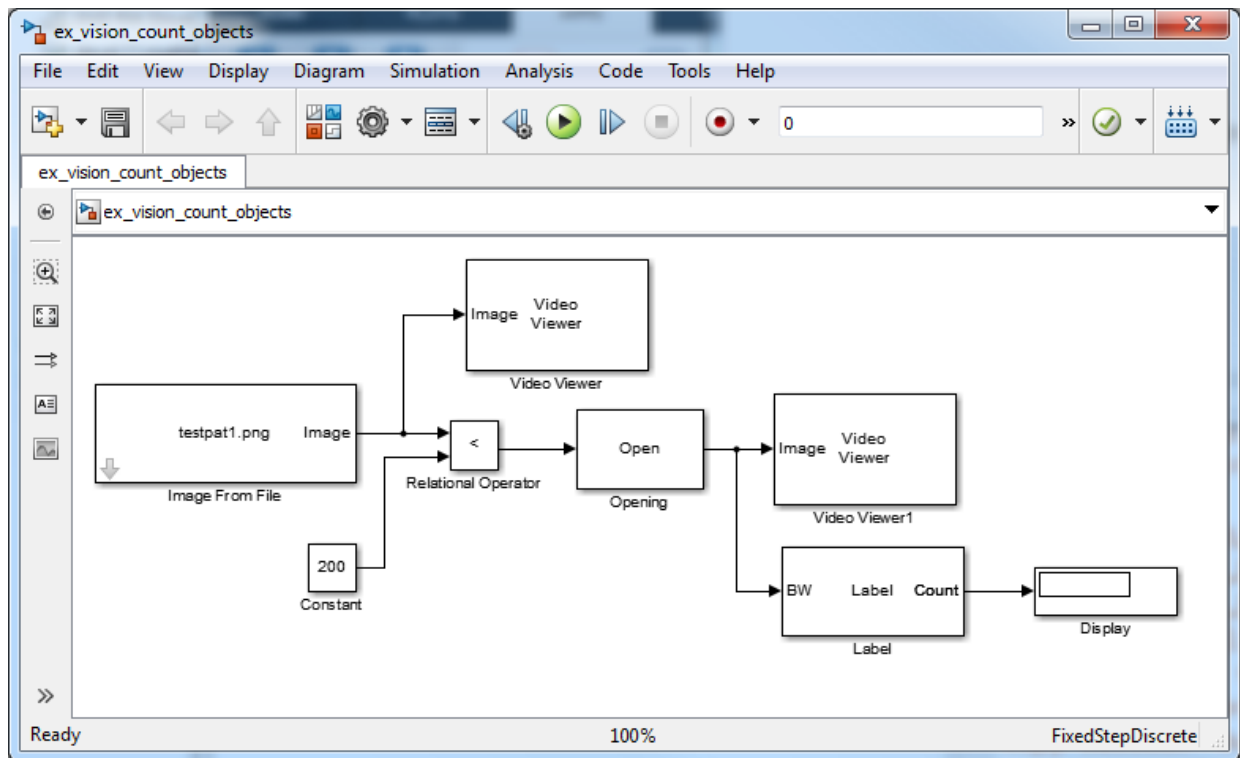 ex_vision_count_objects
File Edit View Display Diagram Simulation Analysis Code Tools Help
0
ex_vision_count_objects
ex_vision_count_objects
Image Video
Viewer
Video Viewer
testpat1.png Image
Image From File
<
Relational Operator
Open
Opening
Image Video
Viewer
Video Viewer1
200
Constant
BW Label Count
Label
Display
Ready 100% FixedStepDiscrete